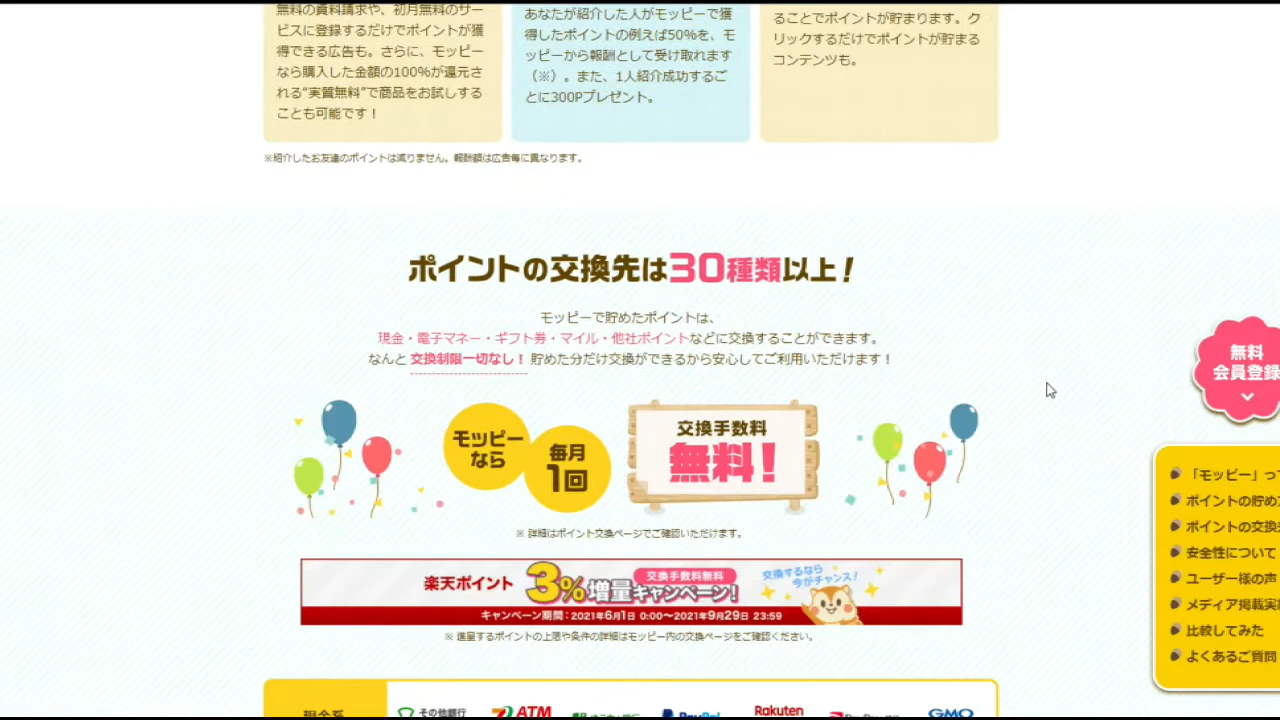 無料の資料請求や、初月無料のサー
ビスに登録するだけでポイントが獲
得できる広告も。さらに、モッピー
なら購入した金額の100%が還元さ
れる“実質無料”で商品をお試しする
ことも可能です！
あなたが紹介した人がモッピーで獲
得したポイントの例えば50%を、モ
ッピーから報酬として受け取れます
（※）。また、1人紹介成功するご
とに300Pプレゼント。
ることでポイントが貯まります。ク
リックするだけでポイントが貯まる
コンテンツも。
※紹介したお友達のポイントは減りません。報酬額は広告毎に異なります。
ポイントの交換先は30種類以上！
モッピーで貯めたポイントは、
現金・電子マネー・ギフト券・マイル・他社ポイントなどに交換することができます。
なんと 交換制限一切なし！ 貯めた分だけ交換ができるから安心してご利用いただけます！
モッピー
なら
毎月
1回
交換手数料
無料！
※ 詳細はポイント交換ページでご確認いただけます。
楽天ポイント 3%増量キャンペーン！
交換手数料無料
交換するなら
今がチャンス！
キャンペーン期間：2021年6月1日 0:00〜2021年9月29日 23:59
※ 進呈するポイントの上限や条件の詳細はモッピー内の交換ページをご確認ください。
無料
会員登録
「モッピー」っ
ポイントの貯め
ポイントの交換
安全性について
ユーザー様の声
メディア掲載実
比較してみた
よくあるご質問
現金系
その他銀行
ATM
PayPal
Rakuten
GMO